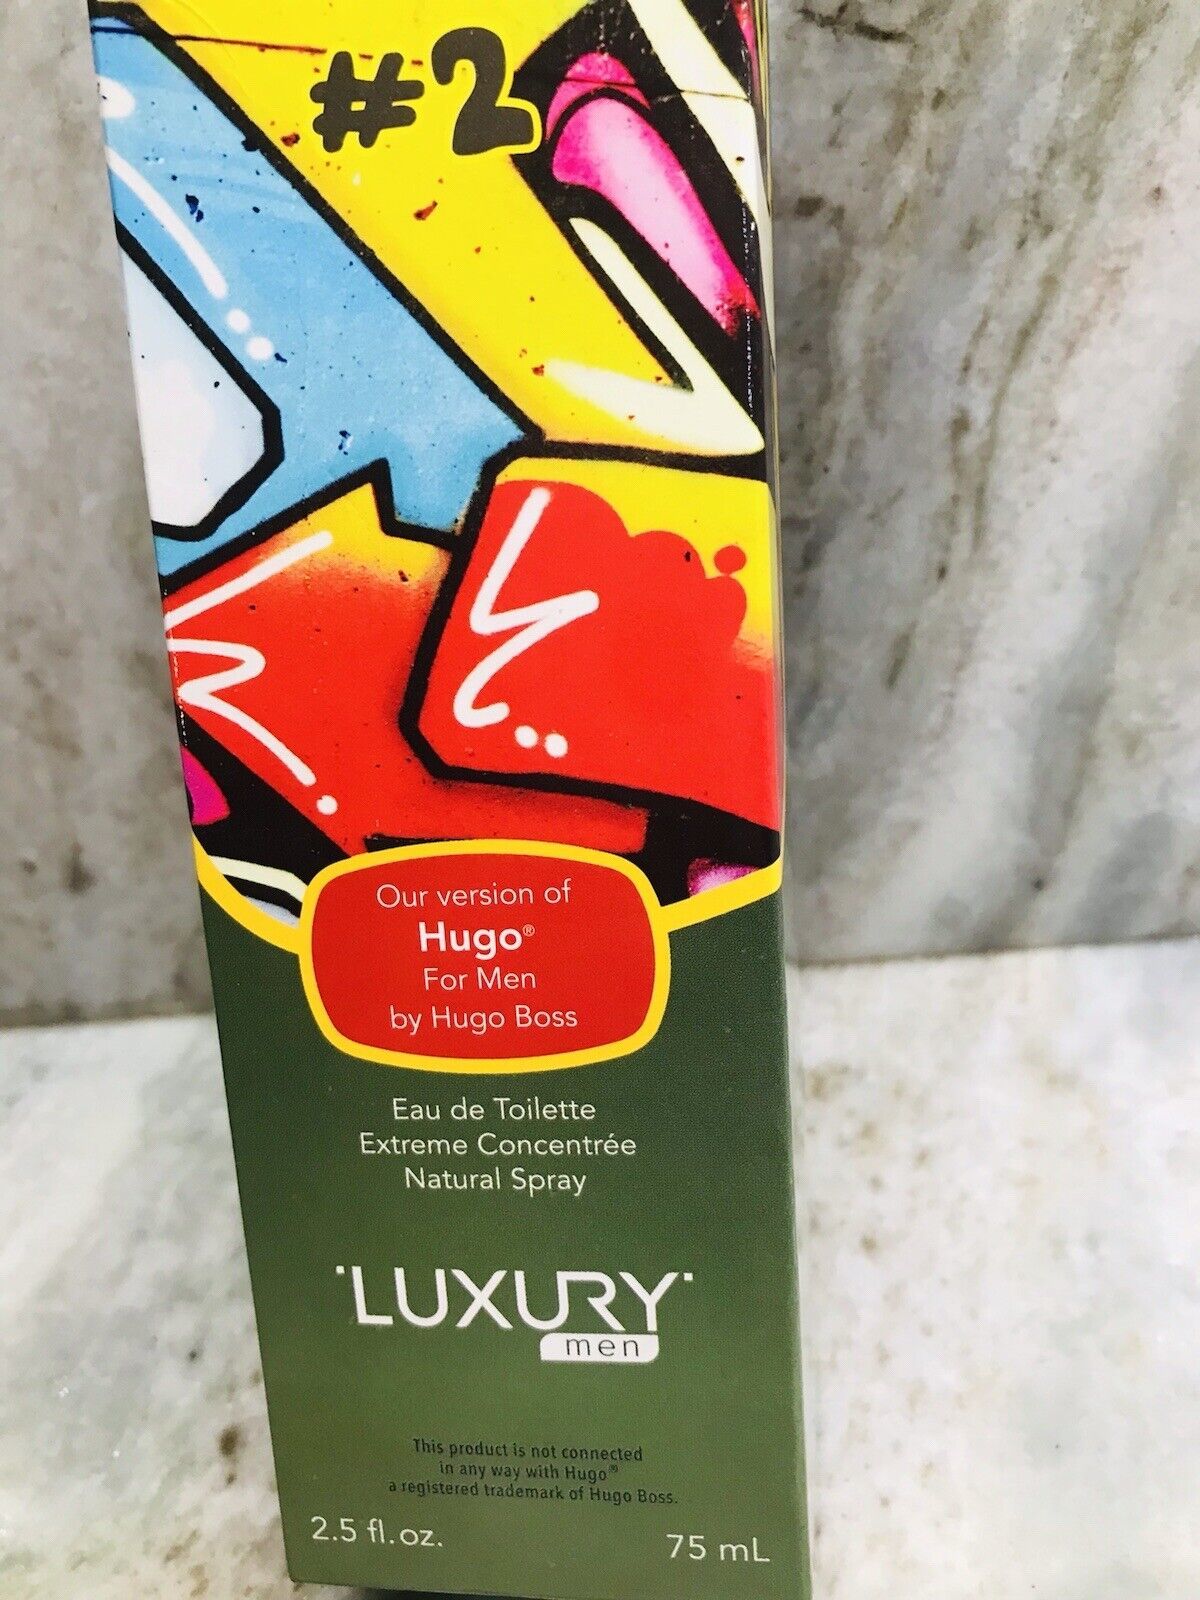 #2
Our version of
Hugo®
For Men
by Hugo Boss
Eau de Toilette
Extreme Concentrée
Natural Spray
LUXURY
men
This product is not connected
in any way with Hugo®
a registered trademark of Hugo Boss.
2.5 fl.oz. 75 mL